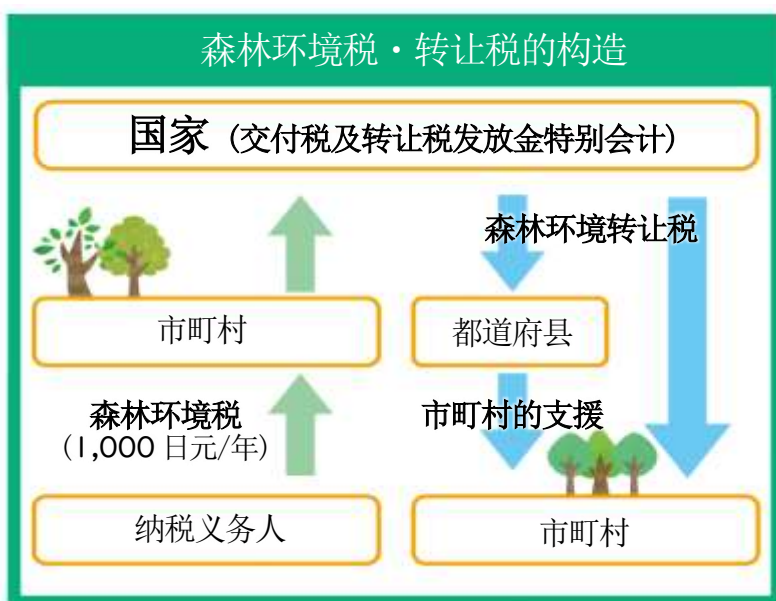 森林环境税・转让税的构造
国家 (交付税及转让税发放金特别会计)
森林环境转让税
市町村
都道府县
森林环境税
(1,000 日元/年)
市町村的支援
纳税义务人
市町村